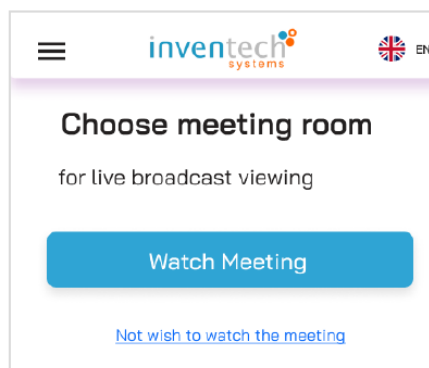 inventech
systems
EN
Choose meeting room
for live broadcast viewing
Watch Meeting
Not wish to watch the meeting